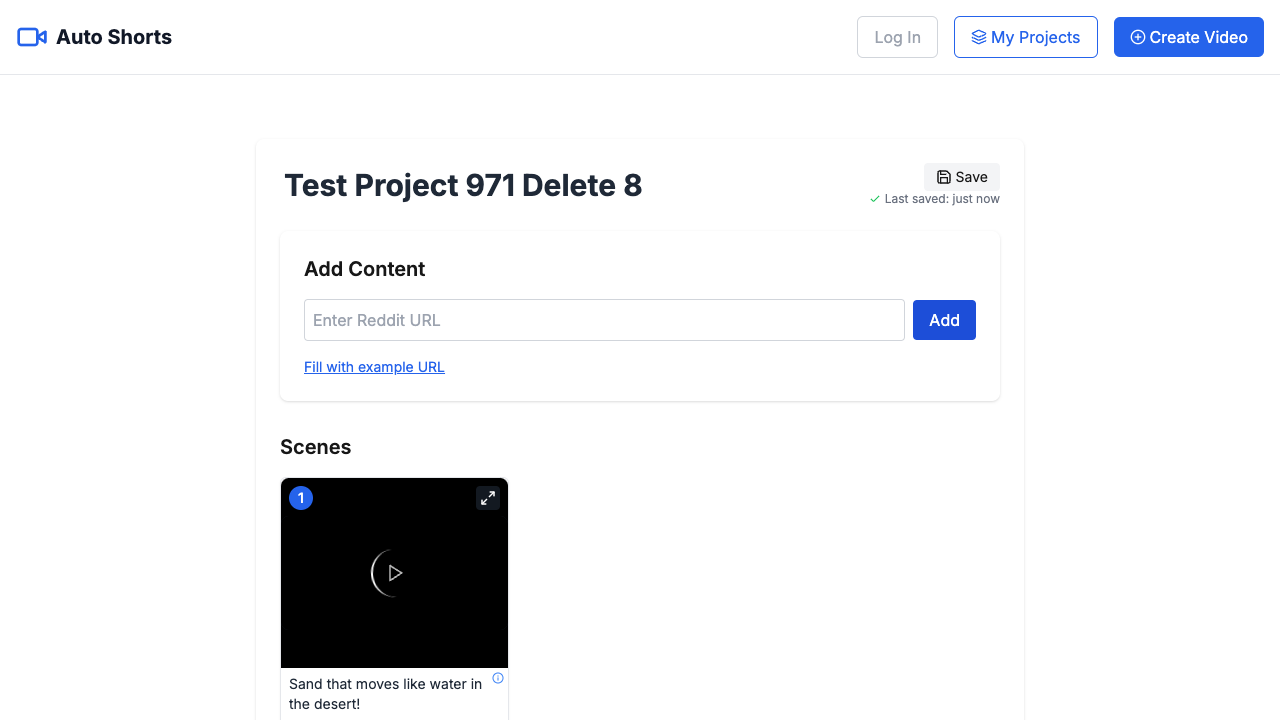 Auto Shorts
Log In
My Projects
Create Video
Test Project 971 Delete 8
Save
Last saved: just now
Add Content
Enter Reddit URL
Add
Fill with example URL
Scenes
1
Sand that moves like water in
the desert!